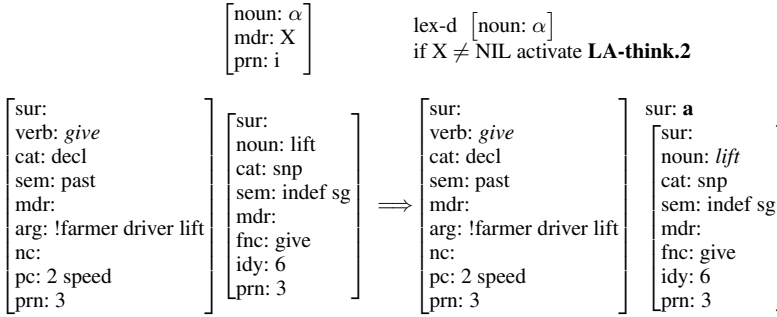 [noun: α]
[mdr: X]
[prn: i]
lex-d [noun: α]
if X ≠ NIL activate LA-think.2
sur:
verb: give
cat: decl
sem: past
mdr:
arg: !farmer driver lift
nc:
pc: 2 speed
prn: 3
sur:
noun: lift
cat: snp
sem: indef sg
mdr:
fnc: give
idy: 6
prn: 3
⟹
sur:
verb: give
cat: decl
sem: past
mdr:
arg: !farmer driver lift
nc:
pc: 2 speed
prn: 3
sur: a
sur:
noun: lift
cat: snp
sem: indef sg
mdr:
fnc: give
idy: 6
prn: 3